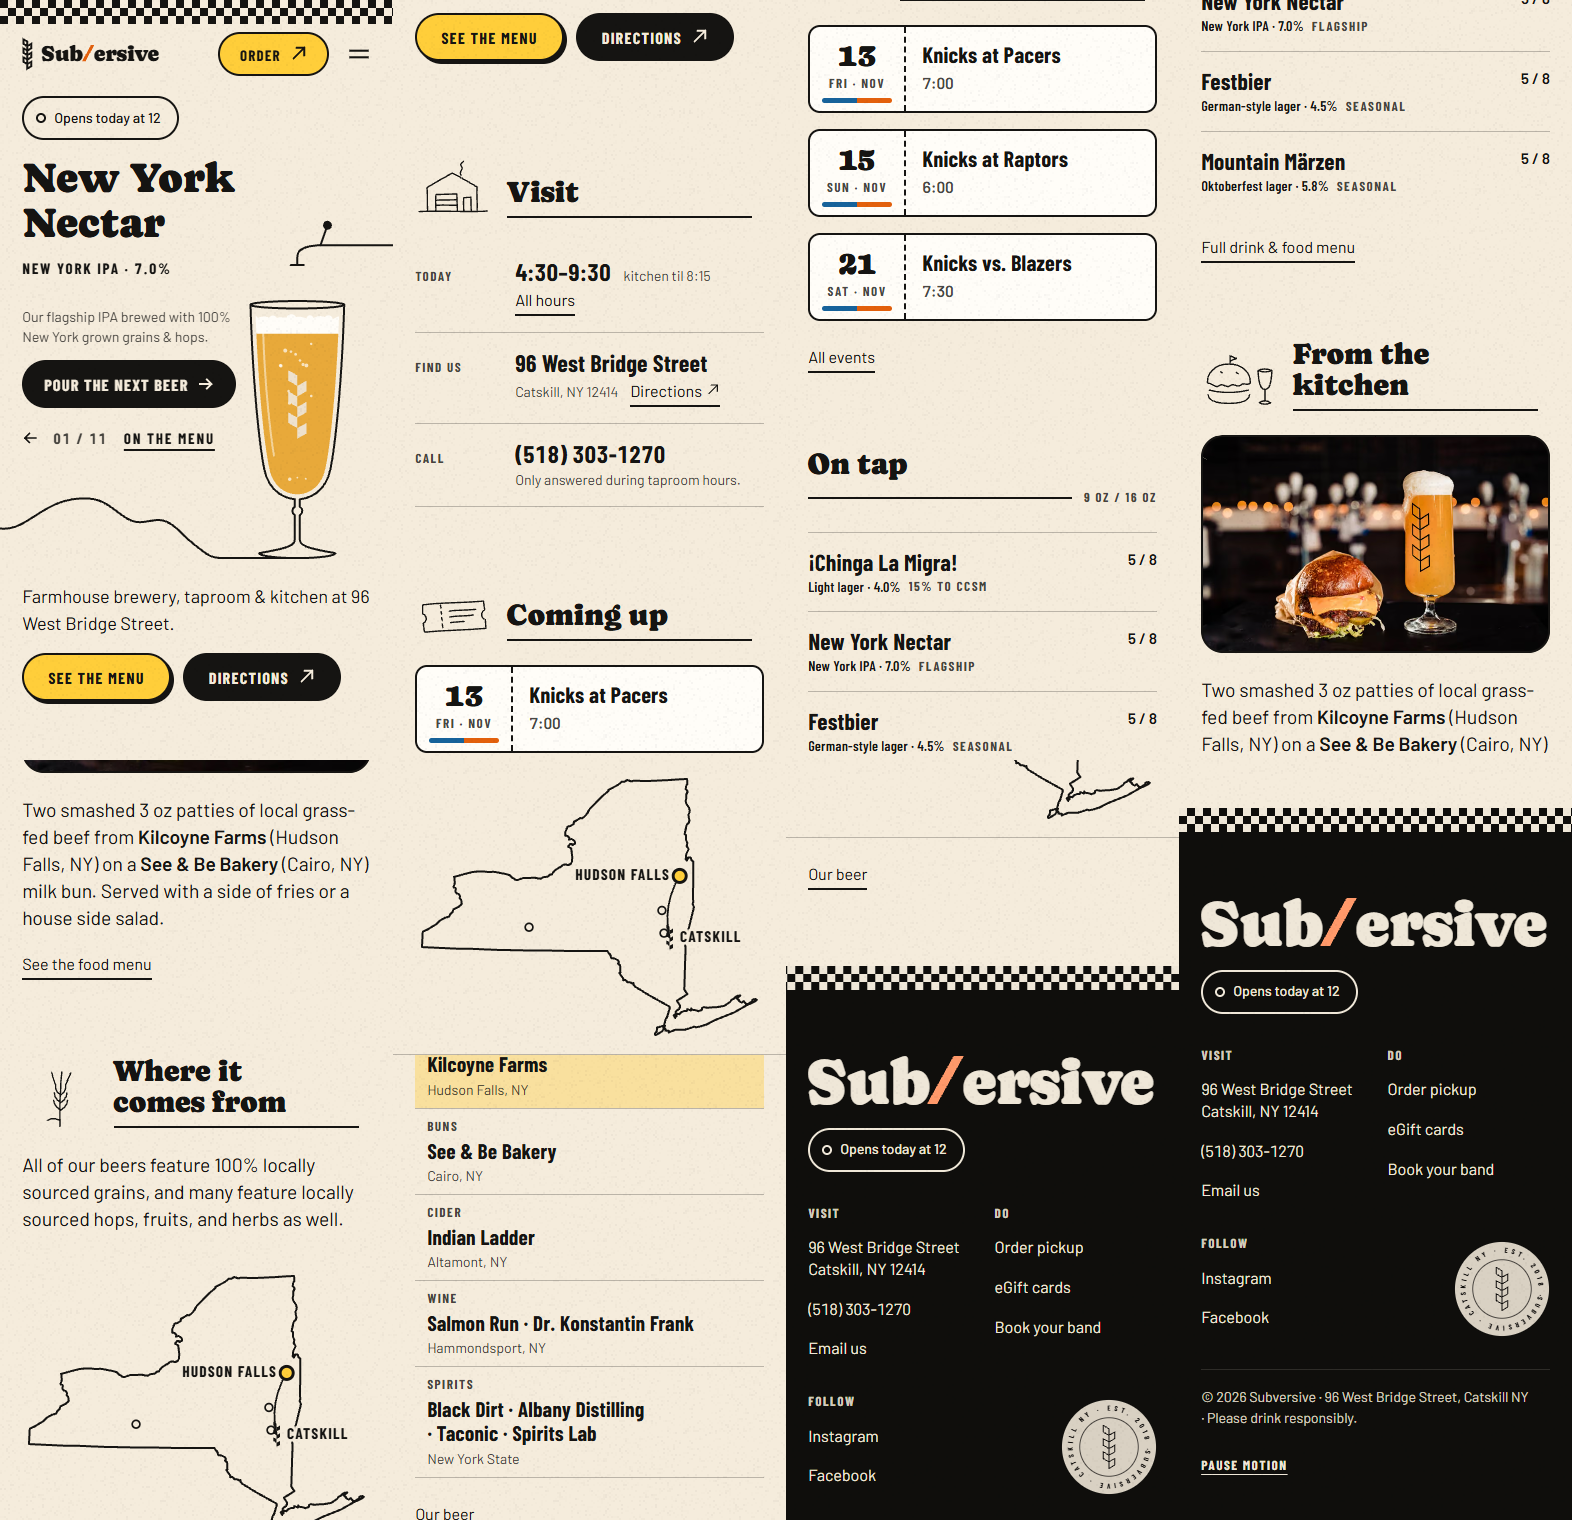 Sub/ersive
ORDER
Opens today at 12
New York
Nectar
NEW YORK IPA · 7.0%
Our flagship IPA brewed with 100%
New York grown grains & hops.
POUR THE NEXT BEER
01 / 11 ON THE MENU
Farmhouse brewery, taproom & kitchen at 96
West Bridge Street.
SEE THE MENU
DIRECTIONS
SEE THE MENU
DIRECTIONS
Visit
TODAY
4:30–9:30 kitchen til 8:15
All hours
FIND US
96 West Bridge Street
Catskill, NY 12414 Directions
CALL
(518) 303-1270
Only answered during taproom hours.
Coming up
13
FRI · NOV
Knicks at Pacers
7:00
13
FRI · NOV
Knicks at Pacers
7:00
15
SUN · NOV
Knicks at Raptors
6:00
21
SAT · NOV
Knicks vs. Blazers
7:30
All events
On tap
9 OZ / 16 OZ
¡Chinga La Migra!
5 / 8
Light lager · 4.0% 15% TO CCSM
New York Nectar
5 / 8
New York IPA · 7.0% FLAGSHIP
Festbier
5 / 8
German-style lager · 4.5% SEASONAL
New York Nectar
5 / 8
New York IPA · 7.0% FLAGSHIP
Festbier
5 / 8
German-style lager · 4.5% SEASONAL
Mountain Märzen
5 / 8
Oktoberfest lager · 5.8% SEASONAL
Full drink & food menu
From the
kitchen
Two smashed 3 oz patties of local grass-
fed beef from Kilcoyne Farms (Hudson
Falls, NY) on a See & Be Bakery (Cairo, NY)
Two smashed 3 oz patties of local grass-
fed beef from Kilcoyne Farms (Hudson
Falls, NY) on a See & Be Bakery (Cairo, NY)
milk bun. Served with a side of fries or a
house side salad.
See the food menu
Where it
comes from
All of our beers feature 100% locally
sourced grains, and many feature locally
sourced hops, fruits, and herbs as well.
HUDSON FALLS
CATSKILL
HUDSON FALLS
CATSKILL
Kilcoyne Farms
Hudson Falls, NY
BUNS
See & Be Bakery
Cairo, NY
CIDER
Indian Ladder
Altamont, NY
WINE
Salmon Run · Dr. Konstantin Frank
Hammondsport, NY
SPIRITS
Black Dirt · Albany Distilling
· Taconic · Spirits Lab
New York State
Our beer
Our beer
Sub/ersive
Opens today at 12
VISIT
96 West Bridge Street
Catskill, NY 12414
(518) 303-1270
Email us
DO
Order pickup
eGift cards
Book your band
FOLLOW
Instagram
Facebook
CATSKILL NY · EST. 2018 · SUBVERSIVE ·
Sub/ersive
Opens today at 12
VISIT
96 West Bridge Street
Catskill, NY 12414
(518) 303-1270
Email us
DO
Order pickup
eGift cards
Book your band
FOLLOW
Instagram
Facebook
CATSKILL NY · EST. 2018 · SUBVERSIVE ·
© 2026 Subversive · 96 West Bridge Street, Catskill NY
· Please drink responsibly.
PAUSE MOTION